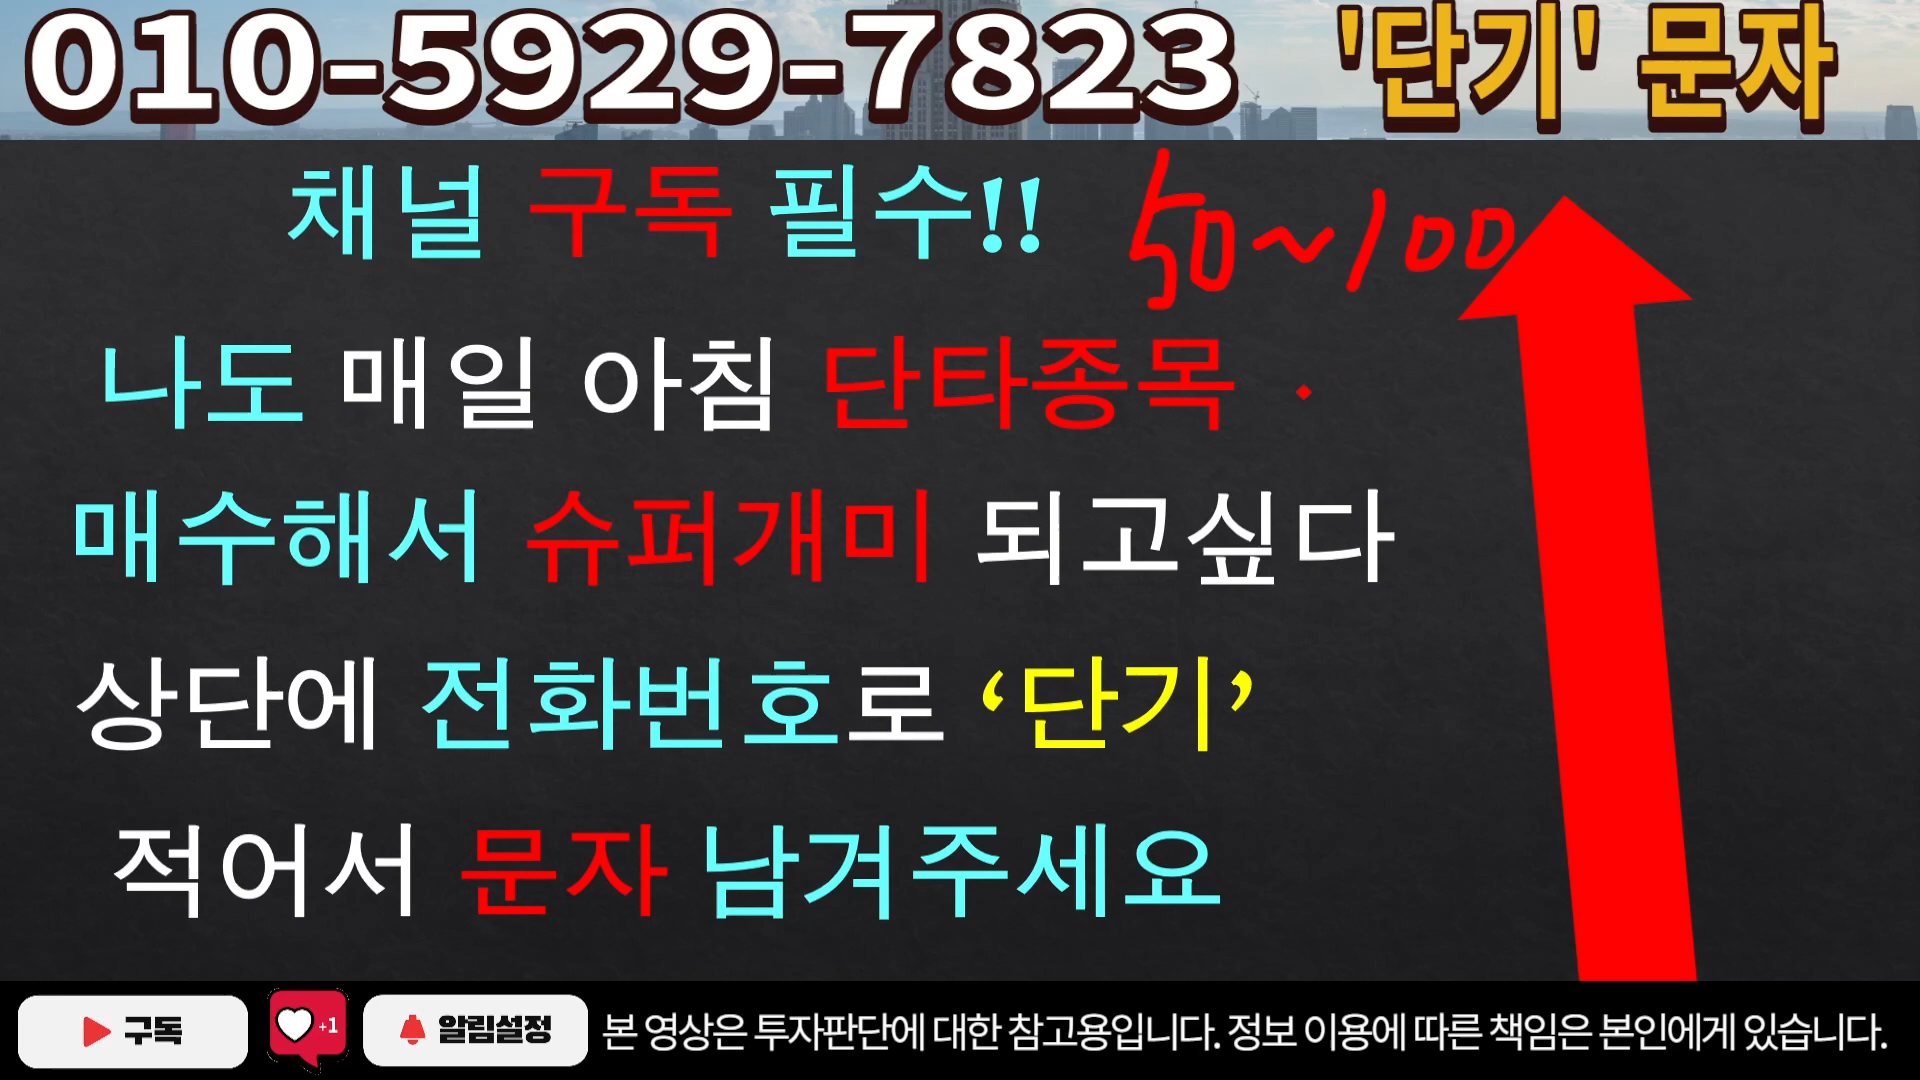 010-5929-7823 '단기' 문자
채널 구독 필수!! 50~100
나도 매일 아침 단타종목
매수해서 슈퍼개미 되고싶다
상단에 전화번호로 ‘단기’
적어서 문자 남겨주세요
구독 +1 알림설정 본 영상은 투자판단에 대한 참고용입니다. 정보 이용에 따른 책임은 본인에게 있습니다.